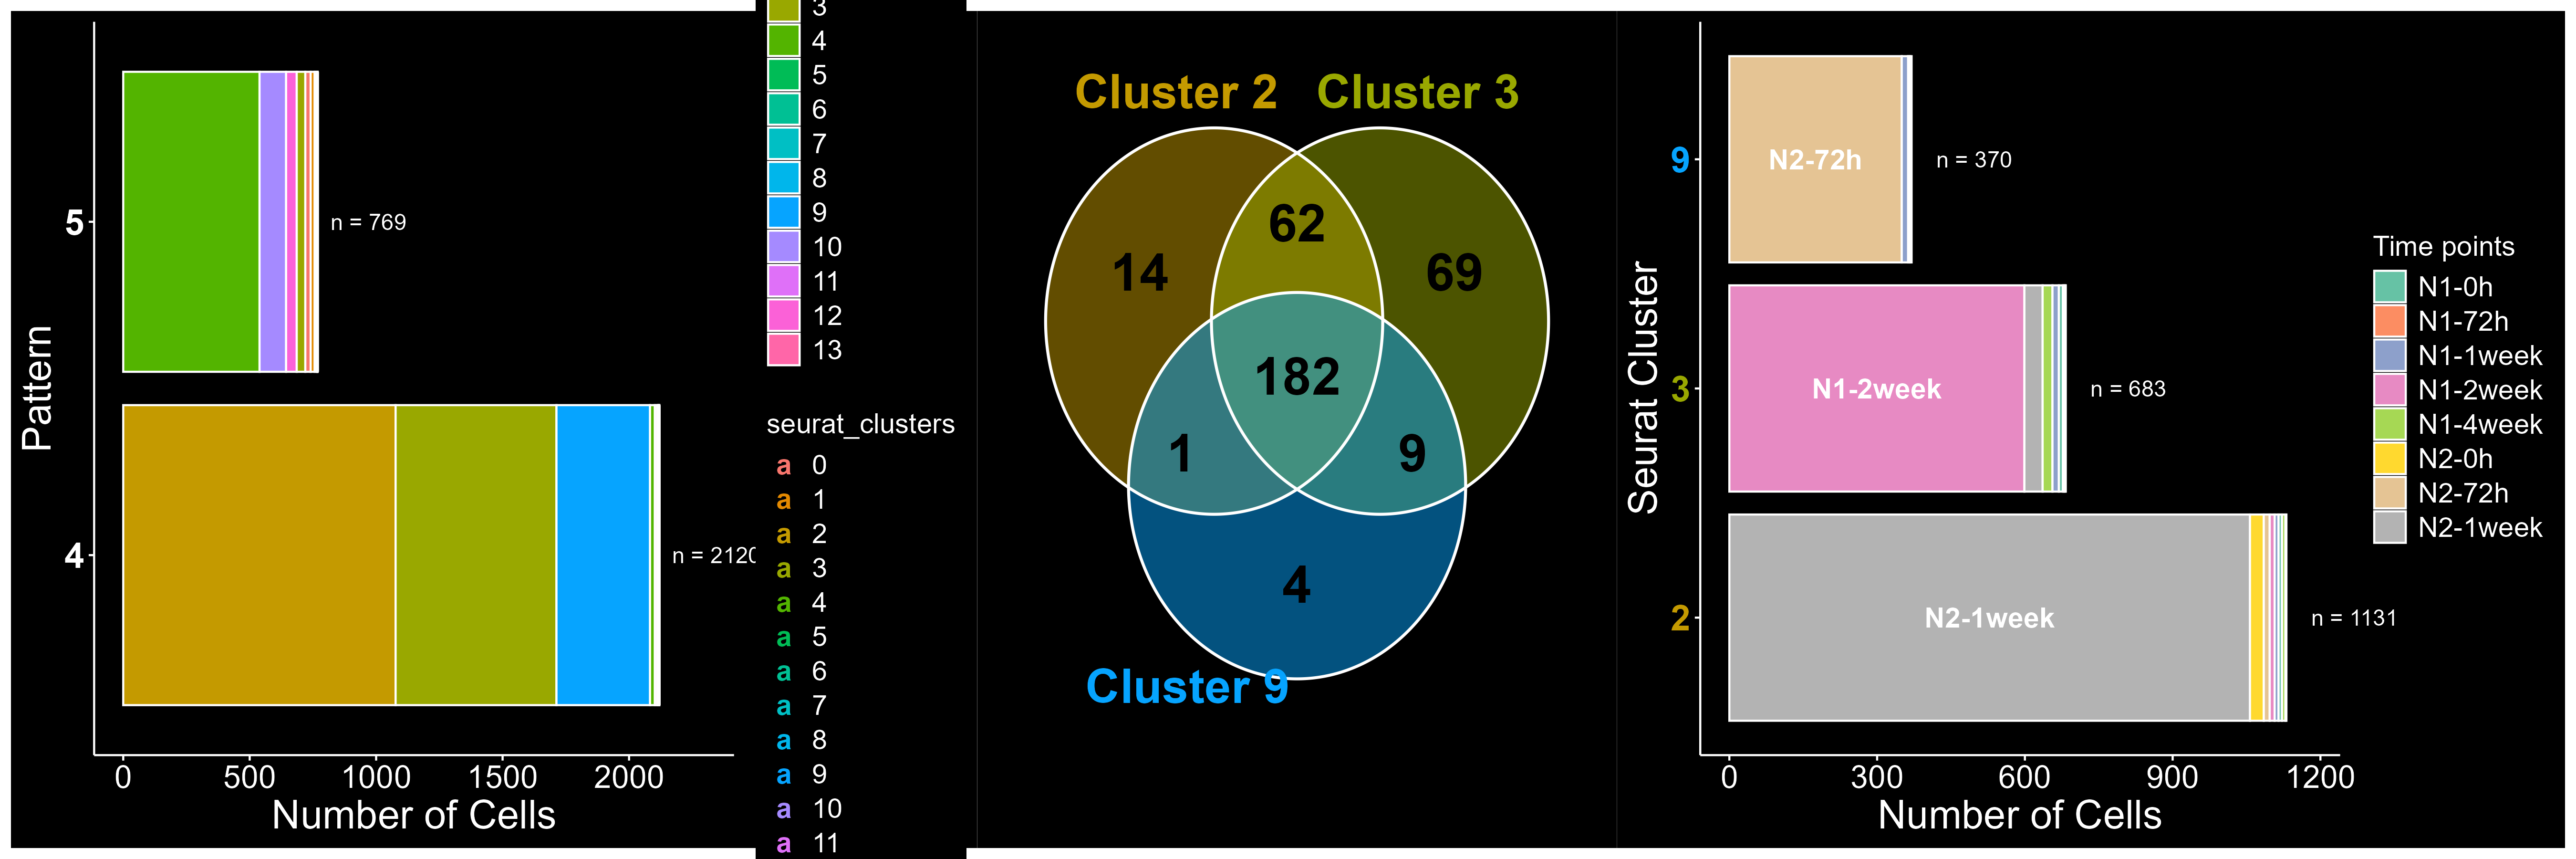 5
4
n = 769
n = 2120
Pattern
0
500
1000
1500
2000
Number of Cells
3
4
5
6
7
8
9
10
11
12
13
seurat_clusters
a 0
a 1
a 2
a 3
a 4
a 5
a 6
a 7
a 8
a 9
a 10
a 11
Cluster 2
Cluster 3
62
14
69
182
1
9
4
Cluster 9
Seurat Cluster
9
N2-72h
n = 370
3
N1-2week
n = 683
2
N2-1week
n = 1131
0
300
600
900
1200
Number of Cells
Time points
N1-0h
N1-72h
N1-1week
N1-2week
N1-4week
N2-0h
N2-72h
N2-1week